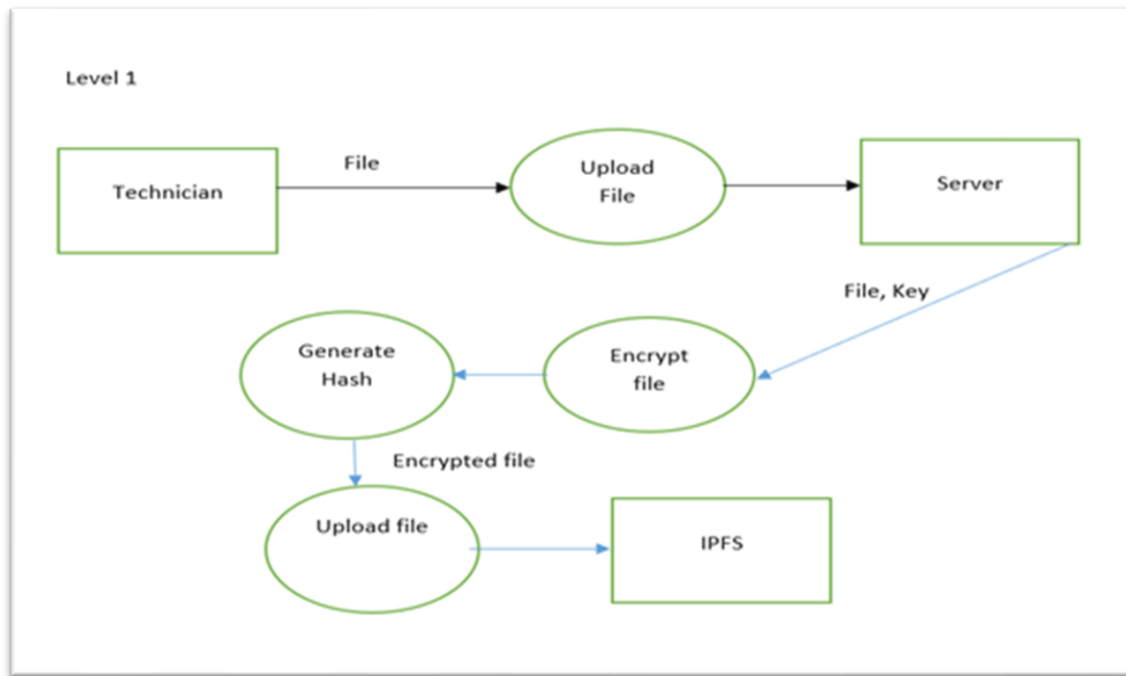 Level 1
Technician
File
Upload
File
Server
File, Key
Generate
Hash
Encrypt
file
Encrypted file
Upload file
IPFS